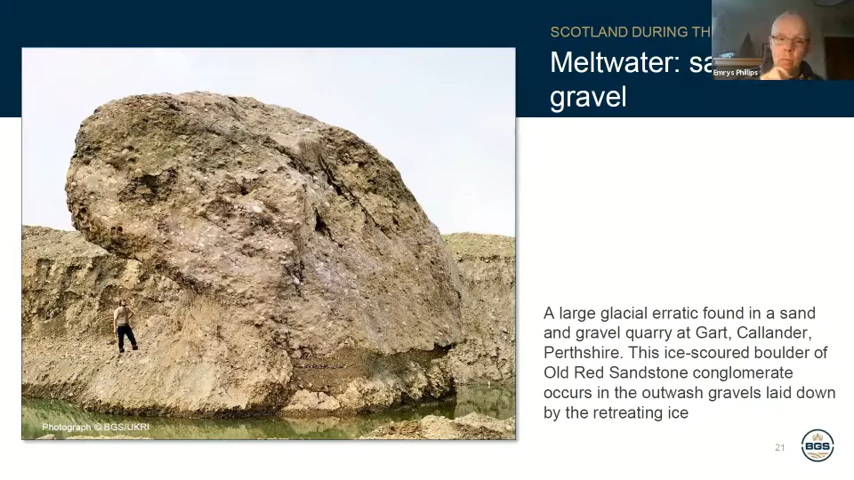 SCOTLAND DURING TH
Meltwater: sa
gravel
Emrys Phillips
A large glacial erratic found in a sand
and gravel quarry at Gart, Callander,
Perthshire. This ice-scoured boulder of
Old Red Sandstone conglomerate
occurs in the outwash gravels laid down
by the retreating ice
Photograph © BGS/UKRI
21
BGS